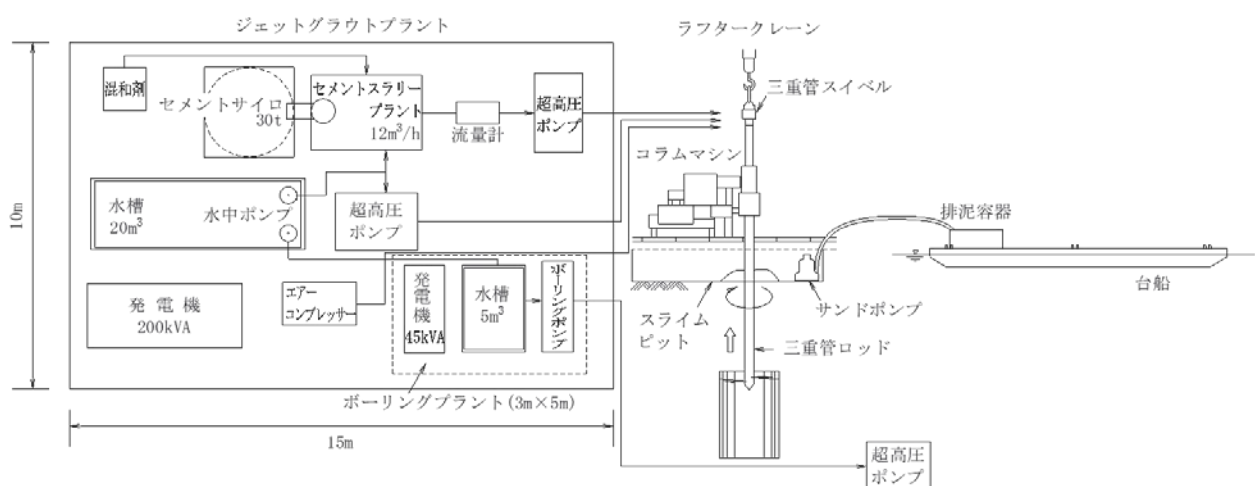 ジェットグラウトプラント
ラフタークレーン
混和剤
セメントサイロ
30t
セメントスラリー
プラント
12m³/h
流量計
超高圧
ポンプ
三重管スイベル
コラムマシン
10m
水槽
20m³
水中ポンプ
超高圧
ポンプ
排泥容器
台船
発電機
200kVA
エアー
コンプレッサー
発電機
45kVA
水槽
5m³
ボーリングポンプ
スライム
ピット
サンドポンプ
三重管ロッド
ボーリングプラント(3m×5m)
15m
超高圧
ポンプ